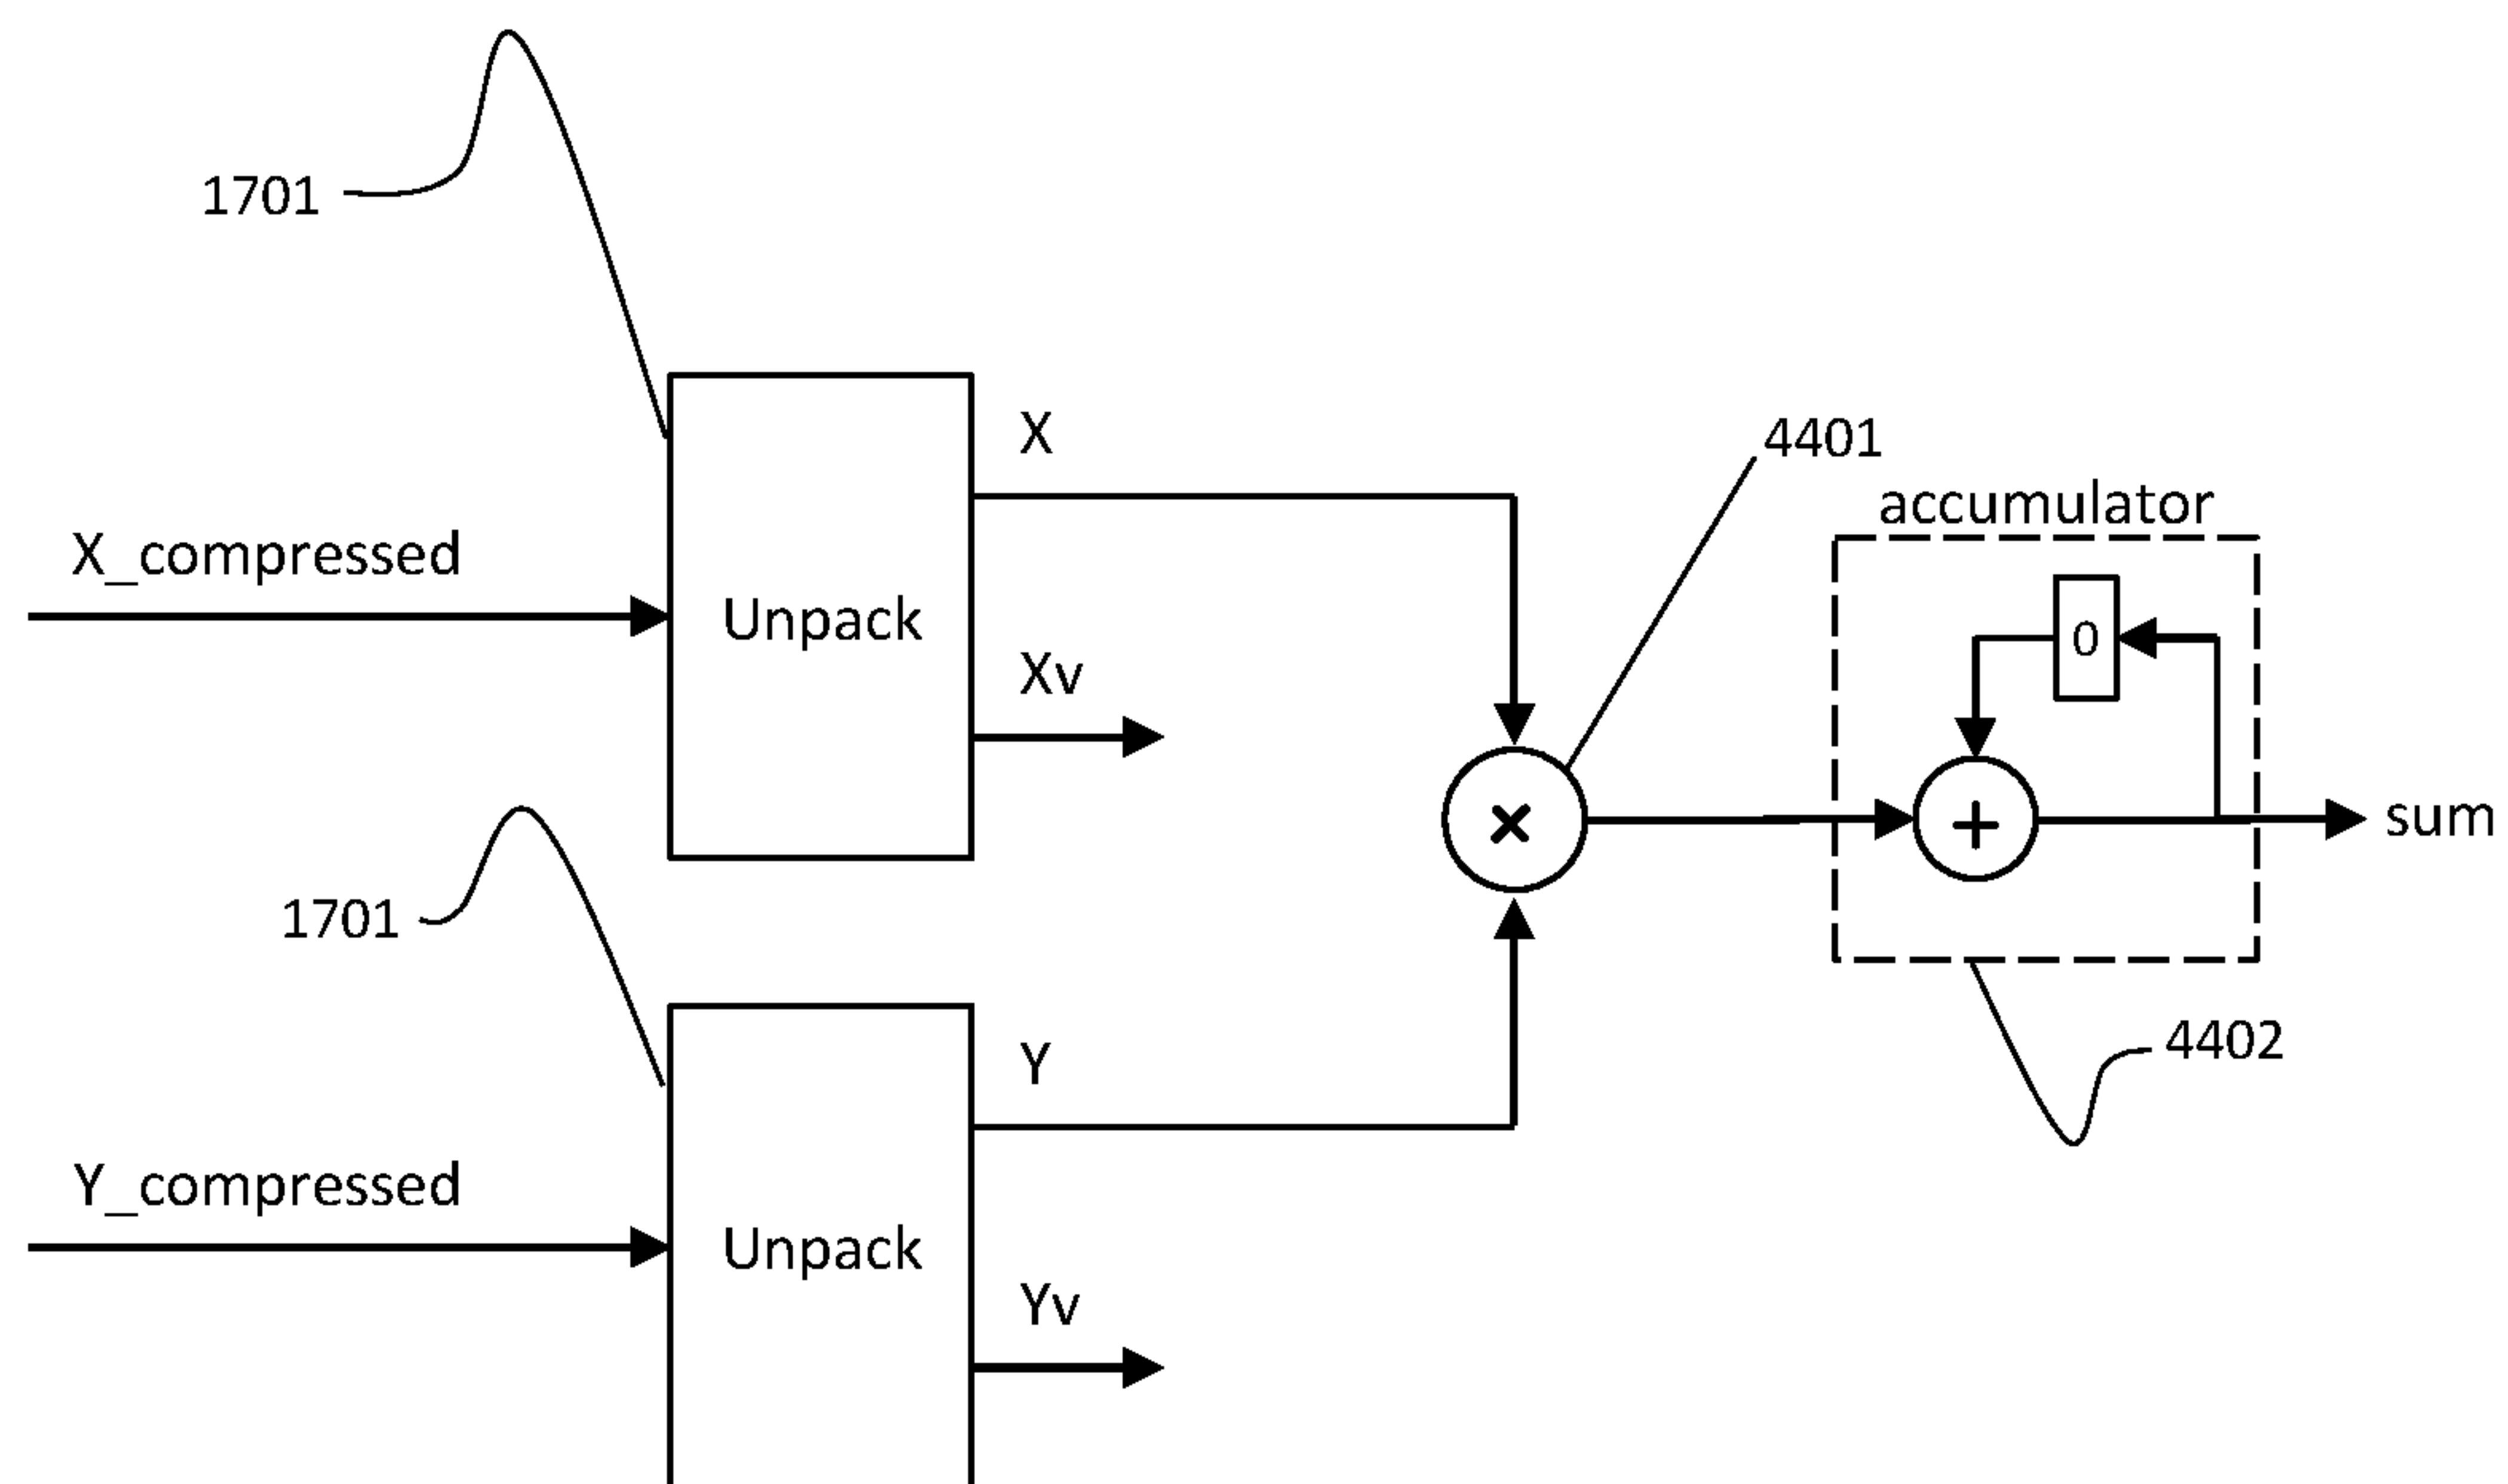 1701
X
4401
accumulator
X_compressed
Unpack
0
Xv
×
+
sum
1701
Y
4402
Y_compressed
Unpack
Yv